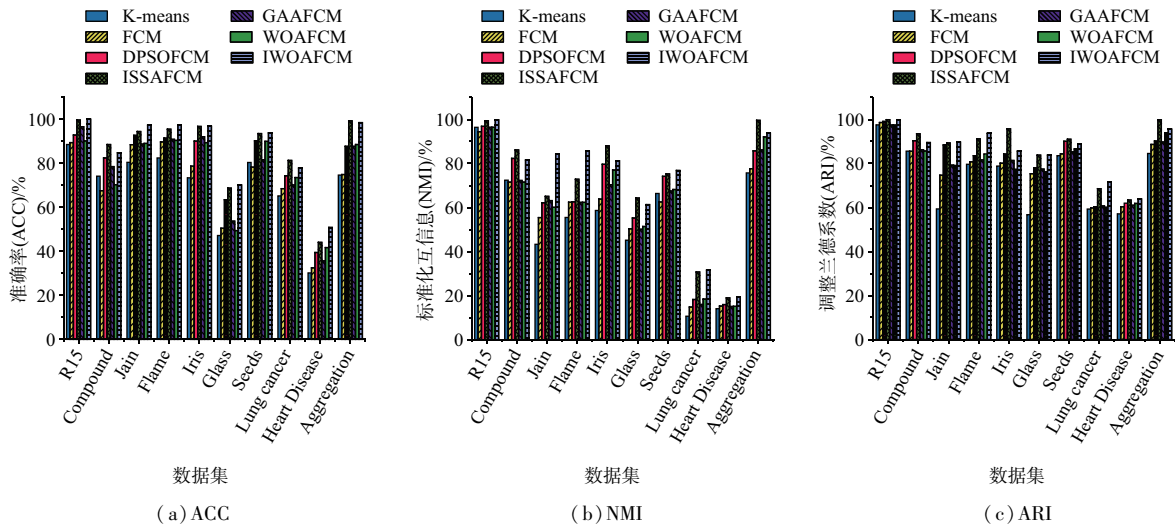 K-means
FCM
DPSOFCM
ISSAFCM
GAAFCM
WOAFCM
IWOAFCM
准确率(ACC)/%
100
80
60
40
20
0
R15
Compound
Jain
Flame
Iris
Glass
Seeds
Lung cancer
Heart Disease
Aggregation
数据集
(a)ACC
K-means
FCM
DPSOFCM
ISSAFCM
GAAFCM
WOAFCM
IWOAFCM
标准化互信息(NMI)/%
100
80
60
40
20
0
R15
Compound
Jain
Flame
Iris
Glass
Seeds
Lung cancer
Heart Disease
Aggregation
数据集
(b)NMI
K-means
FCM
DPSOFCM
ISSAFCM
GAAFCM
WOAFCM
IWOAFCM
调整兰德系数(ARI)/%
100
80
60
40
20
0
R15
Compound
Jain
Flame
Iris
Glass
Seeds
Lung cancer
Heart Disease
Aggregation
数据集
(c)ARI